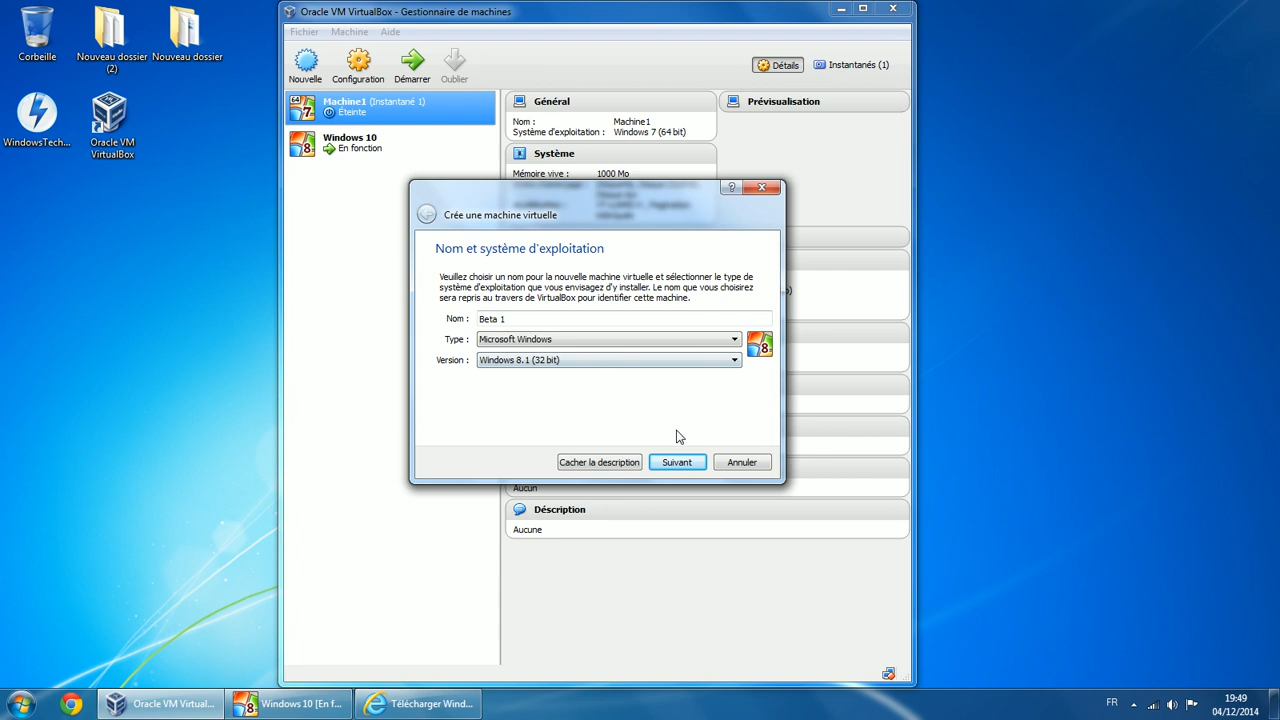 Corbeille
Nouveau dossier (2)
Nouveau dossier
WindowsTech...
Oracle VM VirtualBox
Oracle VM VirtualBox - Gestionnaire de machines
Fichier Machine Aide
Nouvelle Configuration Démarrer Oublier
Détails Instantanés (1)
64
7
Machine1 (Instantané 1)
Éteinte
8
Windows 10
En fonction
Général
Nom : Machine1
Système d'exploitation : Windows 7 (64 bit)
Prévisualisation
Système
Mémoire vive : 1000 Mo
?
Crée une machine virtuelle
Nom et système d'exploitation
Veuillez choisir un nom pour la nouvelle machine virtuelle et sélectionner le type de
système d'exploitation que vous envisagez d'y installer. Le nom que vous choisirez
sera repris au travers de VirtualBox pour identifier cette machine.
Nom : Beta 1
Type : Microsoft Windows
8
Version : Windows 8.1 (32 bit)
Cacher la description Suivant Annuler
Aucun
Déscription
Aucune
Oracle VM Virtual...
Windows 10 [En f...
Télécharger Wind...
FR
19:49
04/12/2014